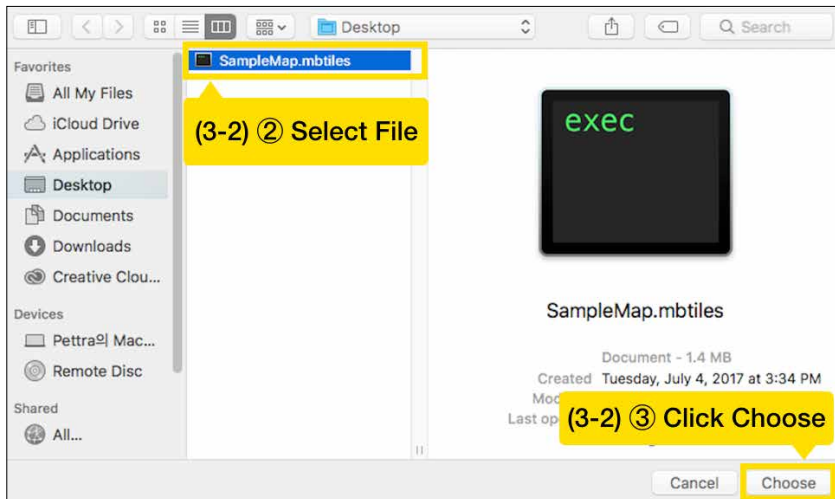 Desktop
Search
Favorites
All My Files
iCloud Drive
Applications
Desktop
Documents
Downloads
Creative Clou...
Devices
Pettra의 Mac...
Remote Disc
Shared
All...
SampleMap.mbtiles
(3-2) ② Select File
exec
SampleMap.mbtiles
Document - 1.4 MB
Created Tuesday, July 4, 2017 at 3:34 PM
Last op
(3-2) ③ Click Choose
Cancel Choose